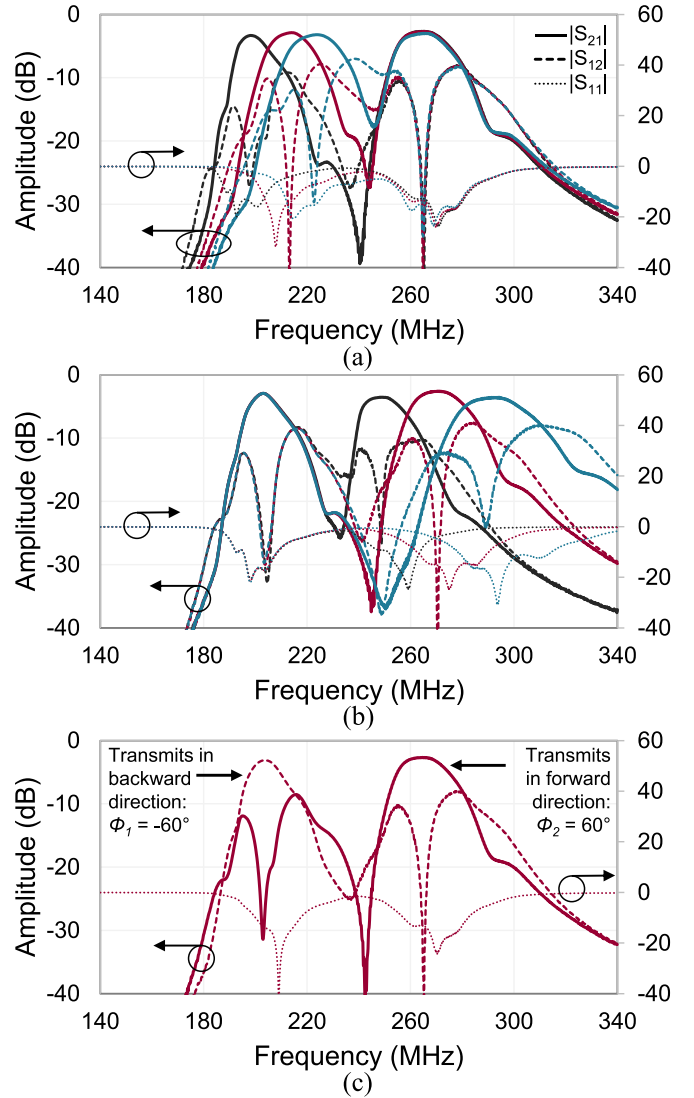 0
-10
-20
-30
-40
Amplitude (dB)
60
50
40
20
0
-20
-40
|S21|
|S12|
|S11|
140 180 220 260 300 340
Frequency (MHz)
(a)
0
-10
-20
-30
-40
Amplitude (dB)
60
40
20
0
-20
-40
140 180 220 260 300 340
Frequency (MHz)
(b)
0
-10
-20
-30
-40
Amplitude (dB)
60
40
20
0
-20
-40
Transmits in
backward
direction:
Φ1 = -60°
Transmits
in forward
direction:
Φ2 = 60°
140 180 220 260 300 340
Frequency (MHz)
(c)